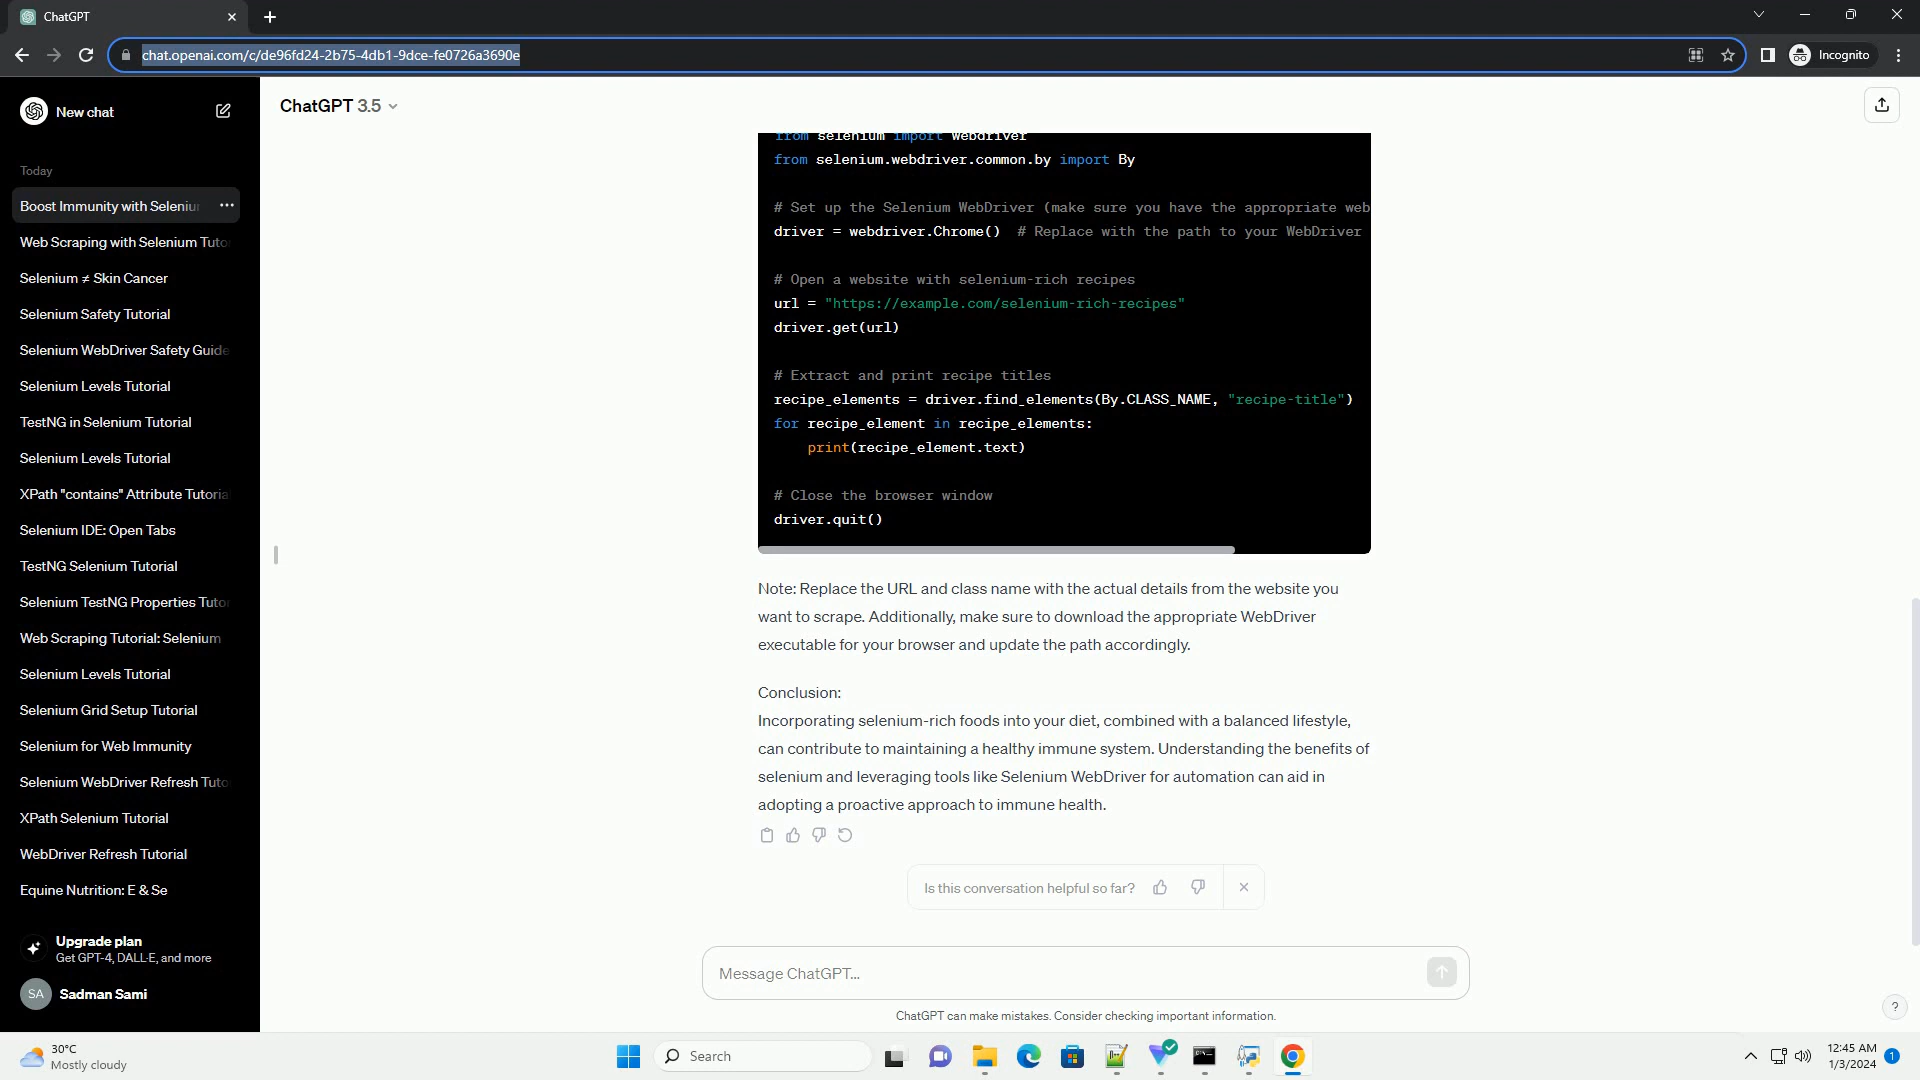 ChatGPT
chat.openai.com/c/de96fd24-2b75-4db1-9dce-fe0726a3690e
Incognito
New chat
ChatGPT 3.5
Today
Boost Immunity with Seleniu
Web Scraping with Selenium Tuto
Selenium ≠ Skin Cancer
Selenium Safety Tutorial
Selenium WebDriver Safety Guide
Selenium Levels Tutorial
TestNG in Selenium Tutorial
Selenium Levels Tutorial
XPath "contains" Attribute Tutoria
Selenium IDE: Open Tabs
TestNG Selenium Tutorial
Selenium TestNG Properties Tuto
Web Scraping Tutorial: Selenium
Selenium Levels Tutorial
Selenium Grid Setup Tutorial
Selenium for Web Immunity
Selenium WebDriver Refresh Tuto
XPath Selenium Tutorial
WebDriver Refresh Tutorial
Equine Nutrition: E & Se
Upgrade plan
Get GPT-4, DALL·E, and more
SA
Sadman Sami
from selenium import webdriver
from selenium.webdriver.common.by import By
# Set up the Selenium WebDriver (make sure you have the appropriate web
driver = webdriver.Chrome()  # Replace with the path to your WebDriver
# Open a website with selenium-rich recipes
url = "https://example.com/selenium-rich-recipes"
driver.get(url)
# Extract and print recipe titles
recipe_elements = driver.find_elements(By.CLASS_NAME, "recipe-title")
for recipe_element in recipe_elements:
    print(recipe_element.text)
# Close the browser window
driver.quit()
Note: Replace the URL and class name with the actual details from the website you
want to scrape. Additionally, make sure to download the appropriate WebDriver
executable for your browser and update the path accordingly.
Conclusion:
Incorporating selenium-rich foods into your diet, combined with a balanced lifestyle,
can contribute to maintaining a healthy immune system. Understanding the benefits of
selenium and leveraging tools like Selenium WebDriver for automation can aid in
adopting a proactive approach to immune health.
Is this conversation helpful so far?
Message ChatGPT...
ChatGPT can make mistakes. Consider checking important information.
?
30°C
Mostly cloudy
Search
12:45 AM
1/3/2024
1